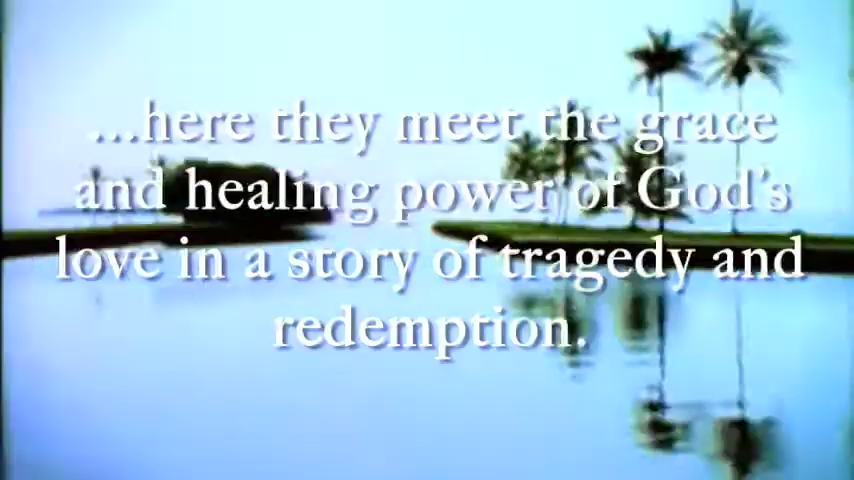 ...here they meet the grace
and healing power of God's
love in a story of tragedy and
redemption.